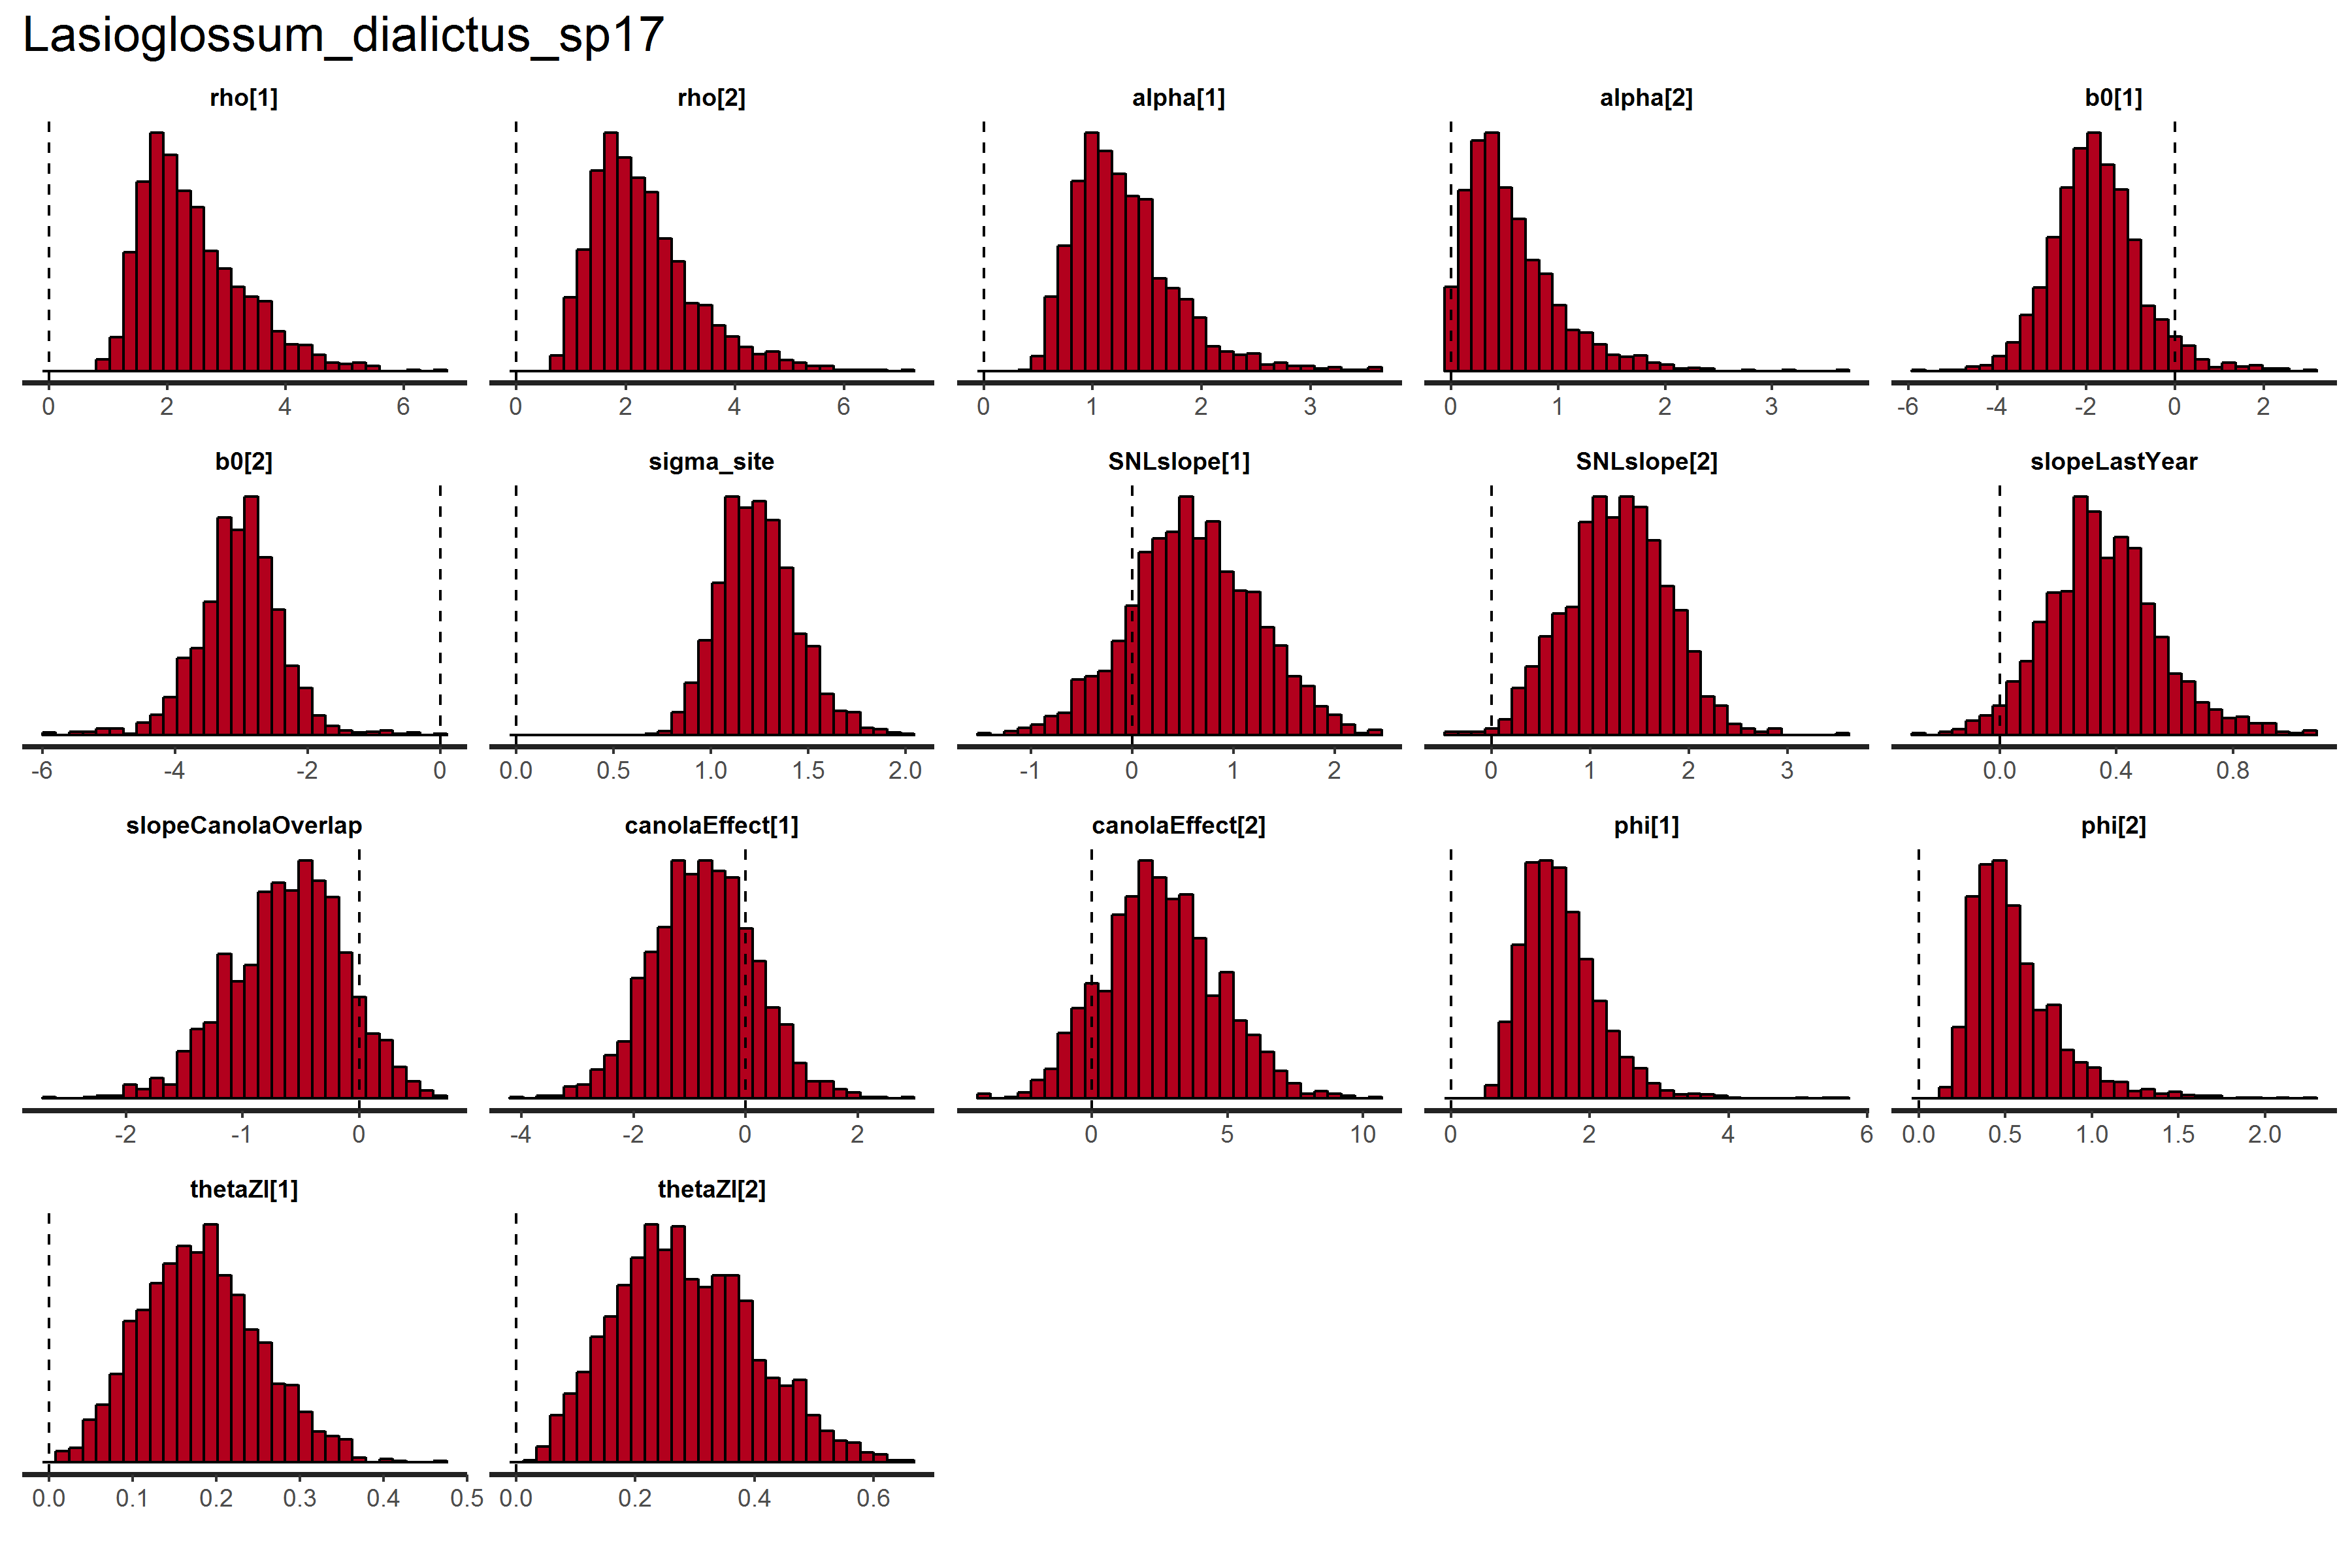 Lasioglossum_dialictus_sp17
rho[1] rho[2] alpha[1] alpha[2] b0[1]
0 2 4 6 0 2 4 6 0 1 2 3 0 1 2 3 -6 -4 -2 0 2
b0[2] sigma_site SNLslope[1] SNLslope[2] slopeLastYear
-6 -4 -2 0 0.0 0.5 1.0 1.5 2.0 -1 0 1 2 0 1 2 3 0.0 0.4 0.8
slopeCanolaOverlap canolaEffect[1] canolaEffect[2] phi[1] phi[2]
-2 -1 0 -4 -2 0 2 0 5 10 0 2 4 6 0.0 0.5 1.0 1.5 2.0
thetaZI[1] thetaZI[2]
0.0 0.1 0.2 0.3 0.4 0.5 0.0 0.2 0.4 0.6